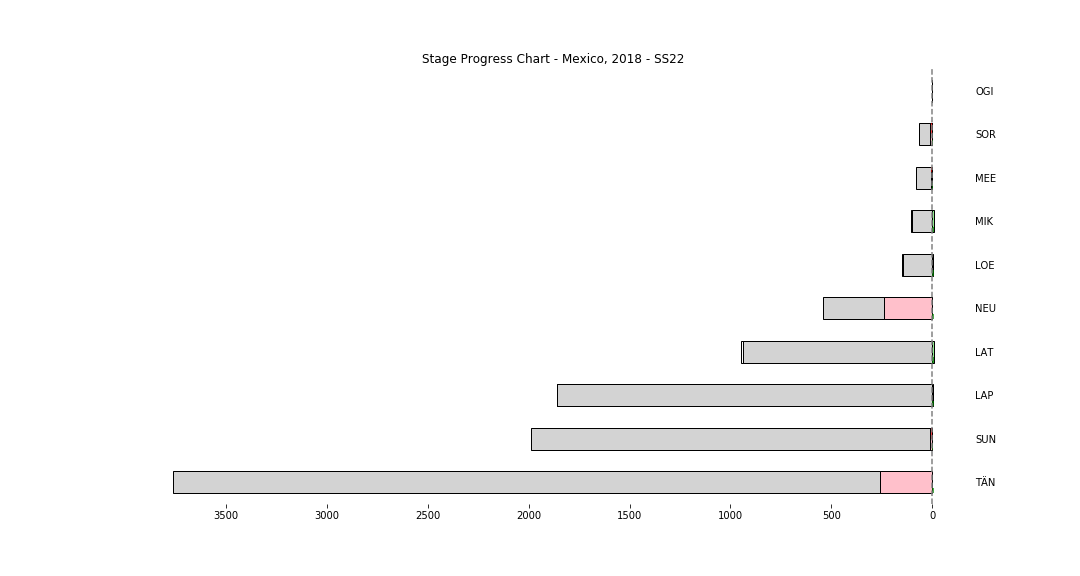 Stage Progress Chart - Mexico, 2018 - SS22
OGI
SOR
MEE
MIK
LOE
NEU
LAT
LAP
SUN
TÄN
3500 3000 2500 2000 1500 1000 500 0